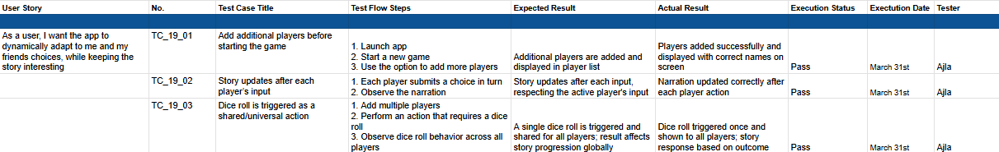 User Story No. Test Case Title Test Flow Steps Expected Result Actual Result Execution Status Exectution Date Tester
As a user, I want the app to
dynamically adapt to me and my
friends choices, while keeping the
story interesting
TC_19_01
Add additional players before
starting the game
1. Launch app
2. Start a new game
3. Use the option to add more players
Additional players are added and
displayed in player list
Players added successfully and
displayed with correct names on
screen
Pass
March 31st
Ajla
TC_19_02
Story updates after each
player's input
1. Each player submits a choice in turn
2. Observe the narration
Story updates after each input,
respecting the active player's input
Narration updated correctly after
each player action
Pass
March 31st
Ajla
TC_19_03
Dice roll is triggered as a
shared/universal action
1. Add multiple players
2. Perform an action that requires a dice
roll
3. Observe dice roll behavior across all
players
A single dice roll is triggered and
shared for all players; result affects
story progression globally
Dice roll triggered once and
shown to all players; story
response based on outcome
Pass
March 31st
Ajla